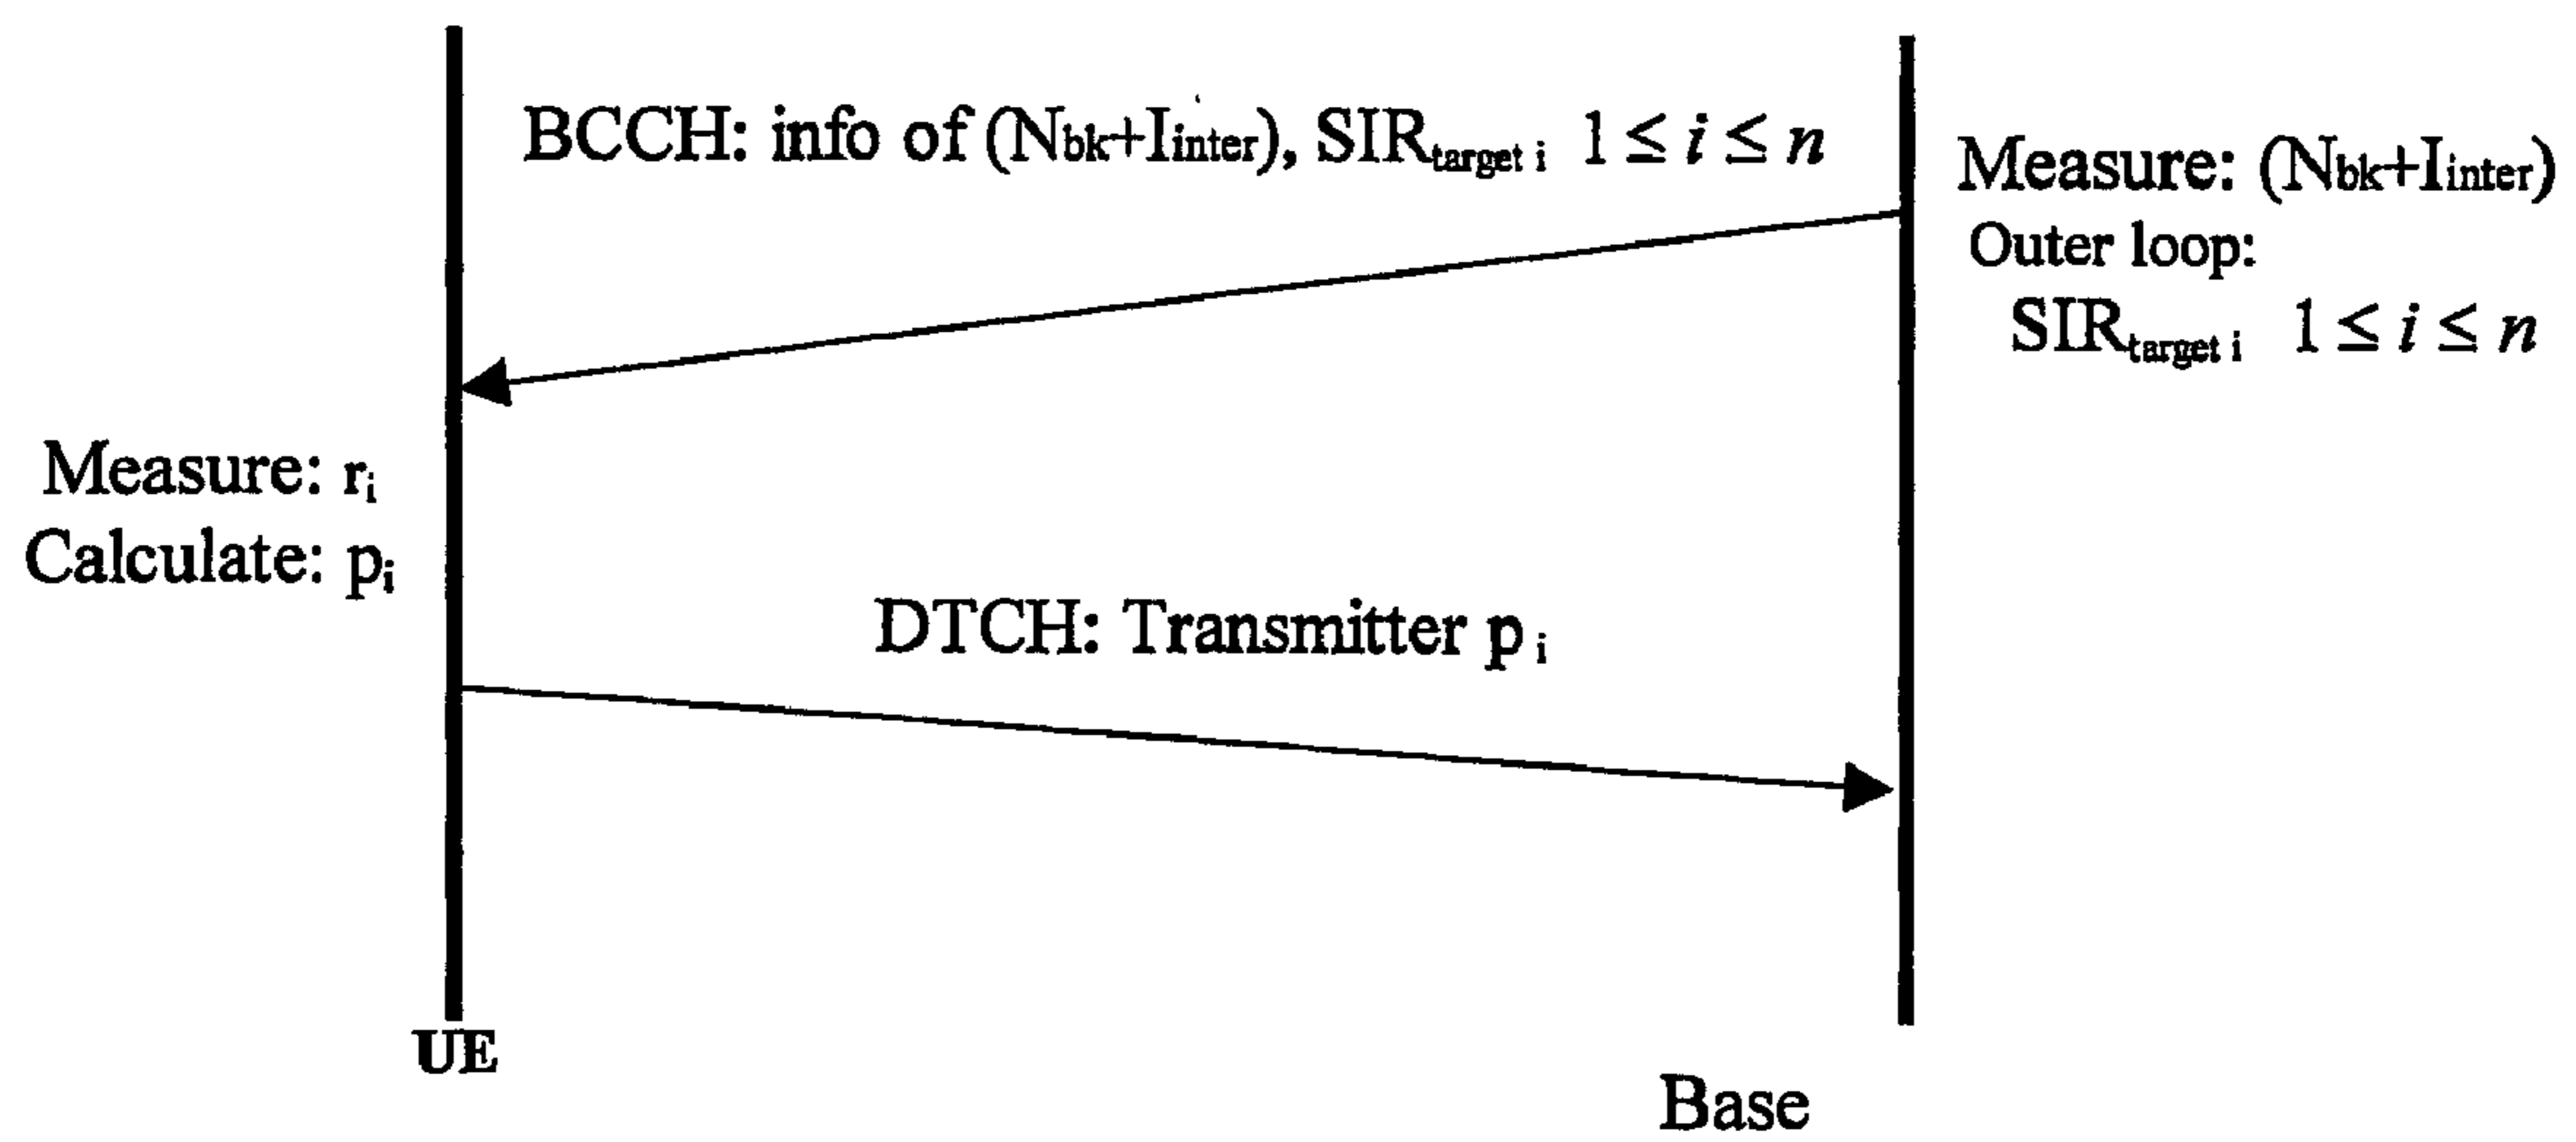 BCCH: info of (Nbk+Iinter), SIRtarget i 1 ≤ i ≤ n
Measure: (Nbk+Iinter)
Outer loop:
SIRtarget i 1 ≤ i ≤ n
Measure: ri
Calculate: pi
DTCH: Transmitter p i
UE
Base